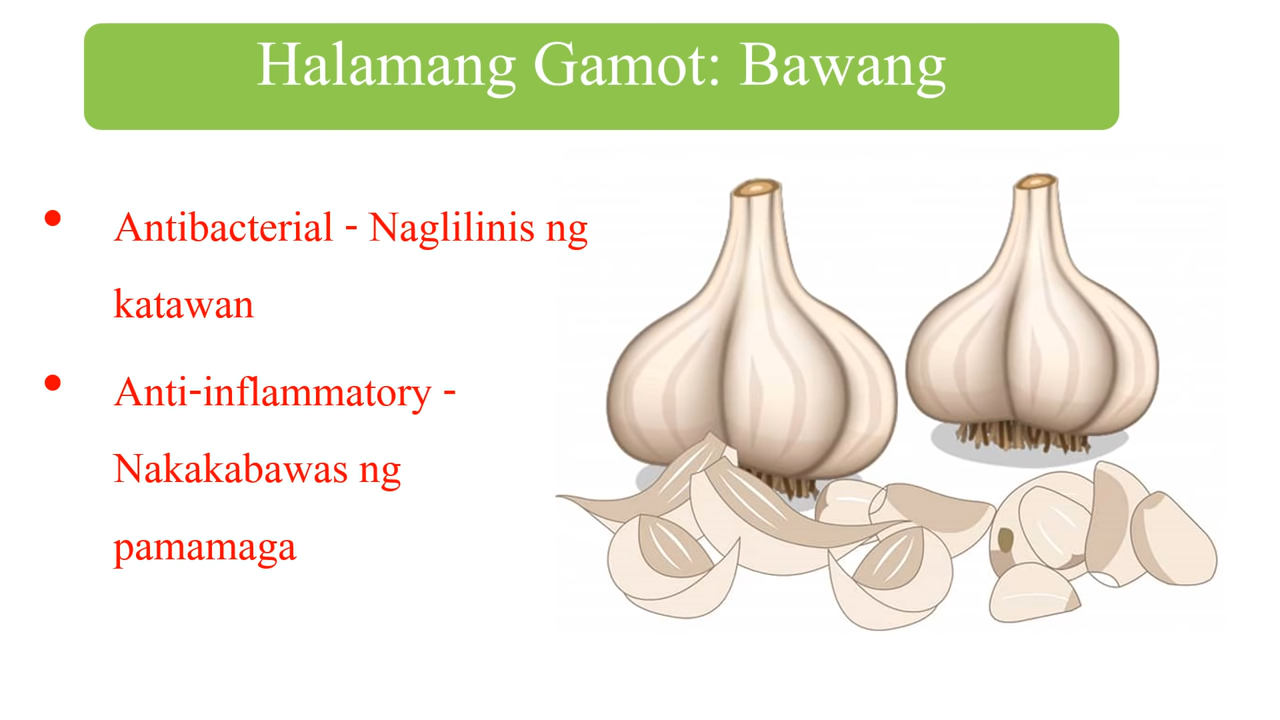 Halamang Gamot: Bawang
• Antibacterial - Naglilinis ng
katawan
• Anti-inflammatory -
Nakakabawas ng
pamamaga